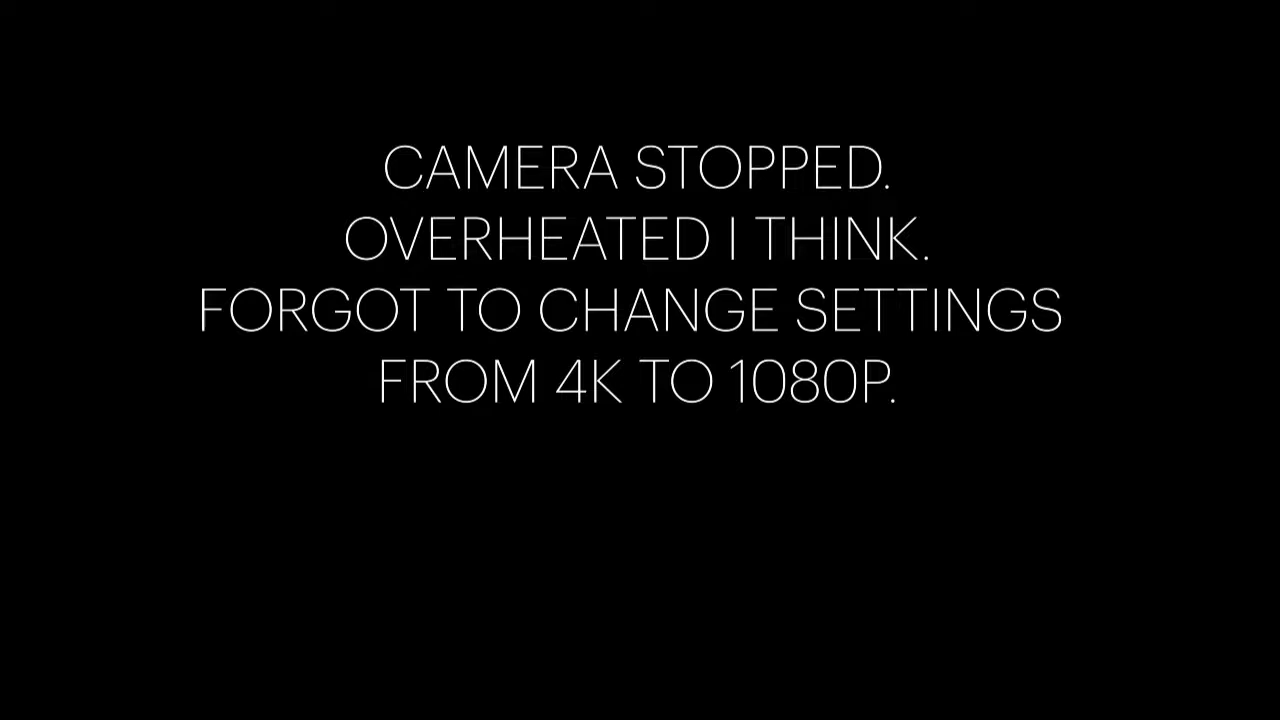 CAMERA STOPPED.
OVERHEATED I THINK.
FORGOT TO CHANGE SETTINGS
FROM 4K TO 1080P.